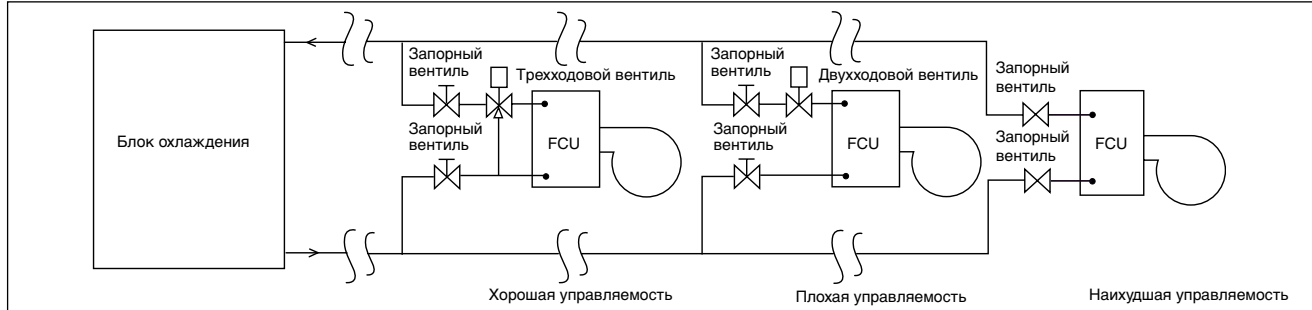 Блок охлаждения
Запорный
вентиль
Трехходовой вентиль
Запорный
вентиль
FCU
Хорошая управляемость
Запорный
вентиль
Двухходовой вентиль
Запорный
вентиль
FCU
Плохая управляемость
Запорный
вентиль
Запорный
вентиль
FCU
Наихудшая управляемость